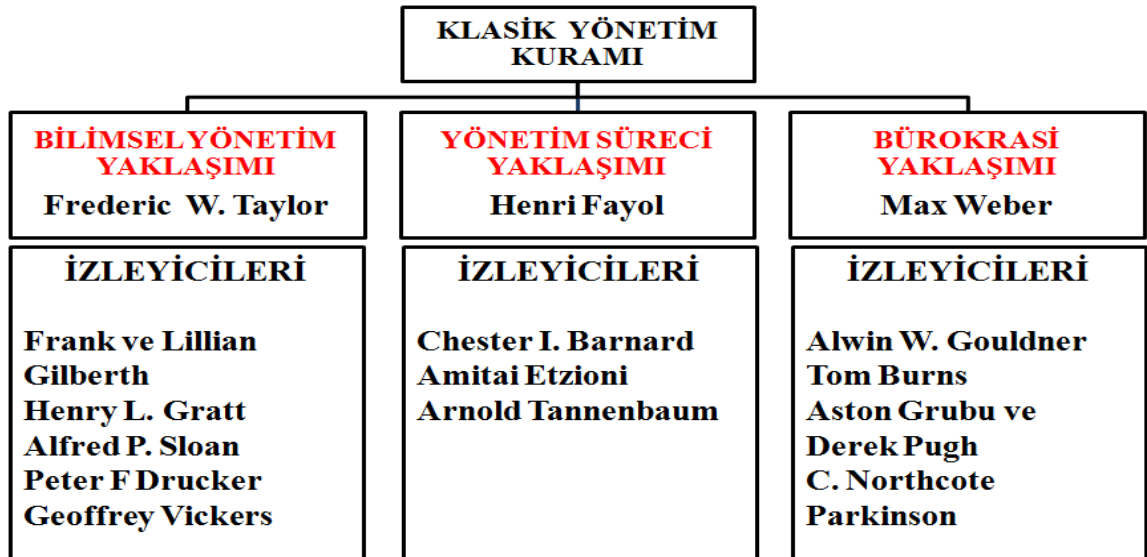 KLASİK YÖNETİM
KURAMI
BİLİMSEL YÖNETİM
YAKLAŞIMI
Frederic W. Taylor
İZLEYİCİLERİ
Frank ve Lillian
Gilberth
Henry L. Gratt
Alfred P. Sloan
Peter F Drucker
Geoffrey Vickers
YÖNETİM SÜRECİ
YAKLAŞIMI
Henri Fayol
İZLEYİCİLERİ
Chester I. Barnard
Amitai Etzioni
Arnold Tannenbaum
BÜROKRASİ
YAKLAŞIMI
Max Weber
İZLEYİCİLERİ
Alwin W. Gouldner
Tom Burns
Aston Grubu ve
Derek Pugh
C. Northcote
Parkinson